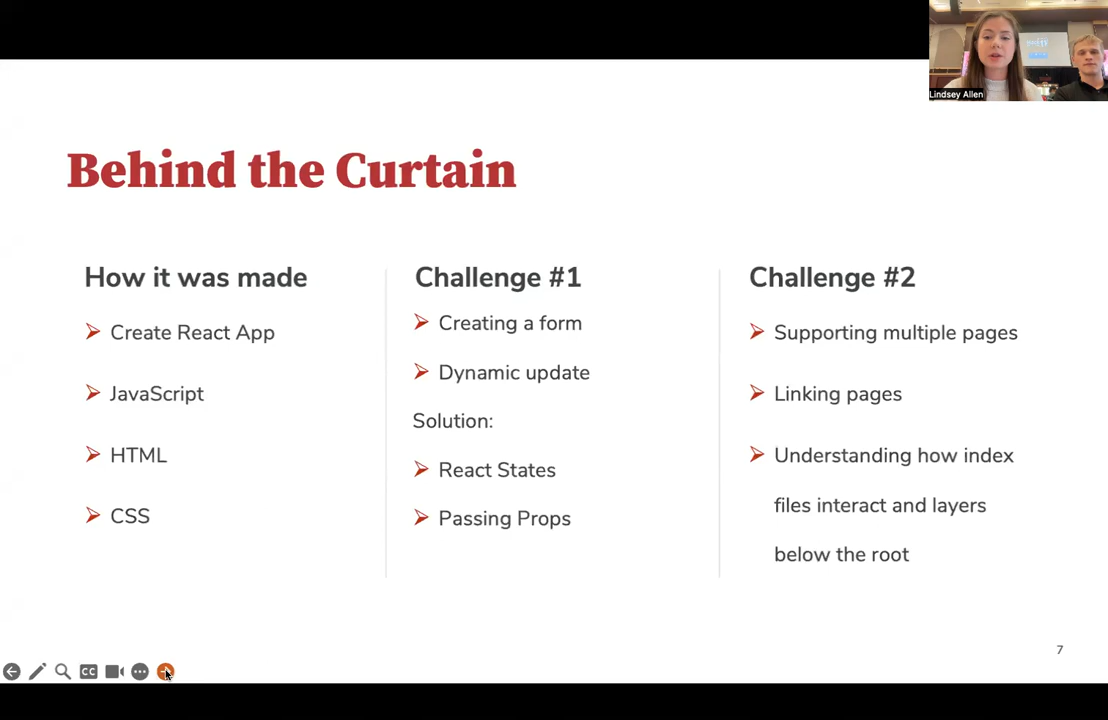 Lindsey Allen
Behind the Curtain
How it was made
Create React App
JavaScript
HTML
CSS
Challenge #1
Creating a form
Dynamic update
Solution:
React States
Passing Props
Challenge #2
Supporting multiple pages
Linking pages
Understanding how index
files interact and layers
below the root
7
CC